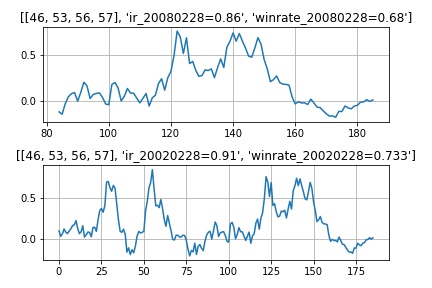 [[46, 53, 56, 57], 'ir_20080228=0.86', 'winrate_20080228=0.68']
0.5
0.0
80 100 120 140 160 180
[[46, 53, 56, 57], 'ir_20020228=0.91', 'winrate_20020228=0.733']
0.5
0.0
0 25 50 75 100 125 150 175